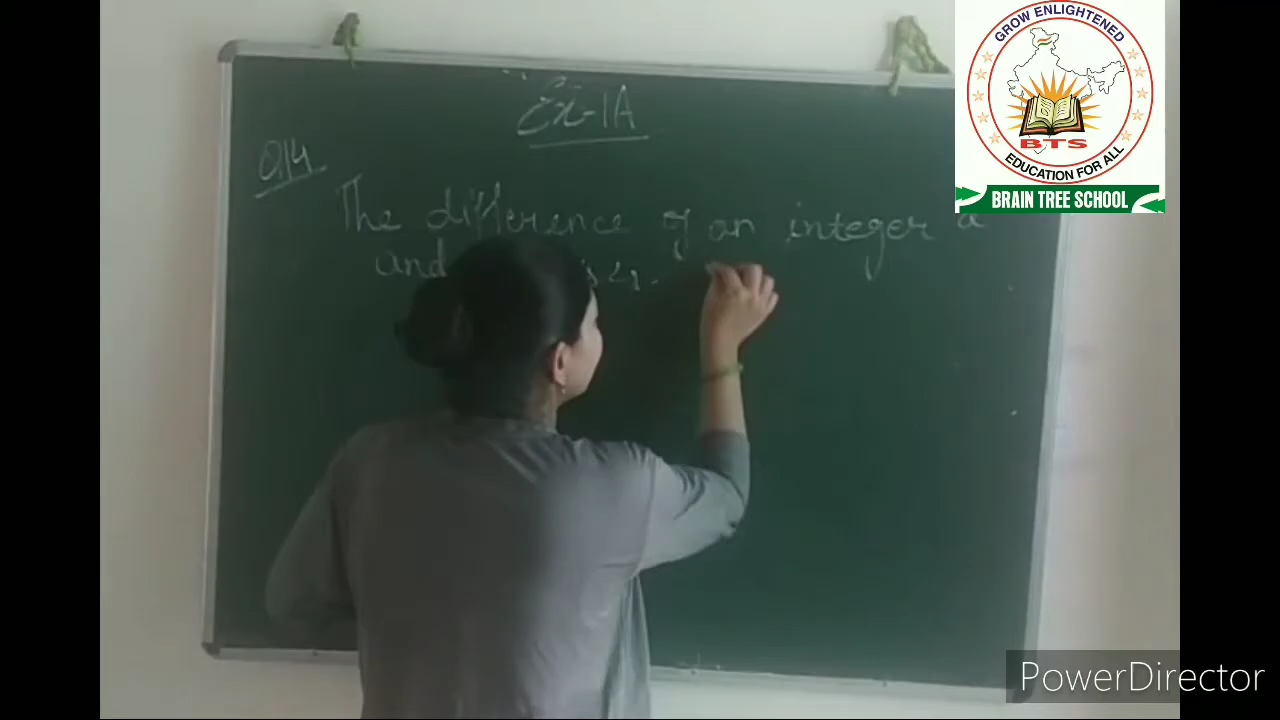 GROW ENLIGHTENED
BTS
EDUCATION FOR ALL
BRAIN TREE SCHOOL
Ex-1A
Q14
The difference of an integer a
and
PowerDirector